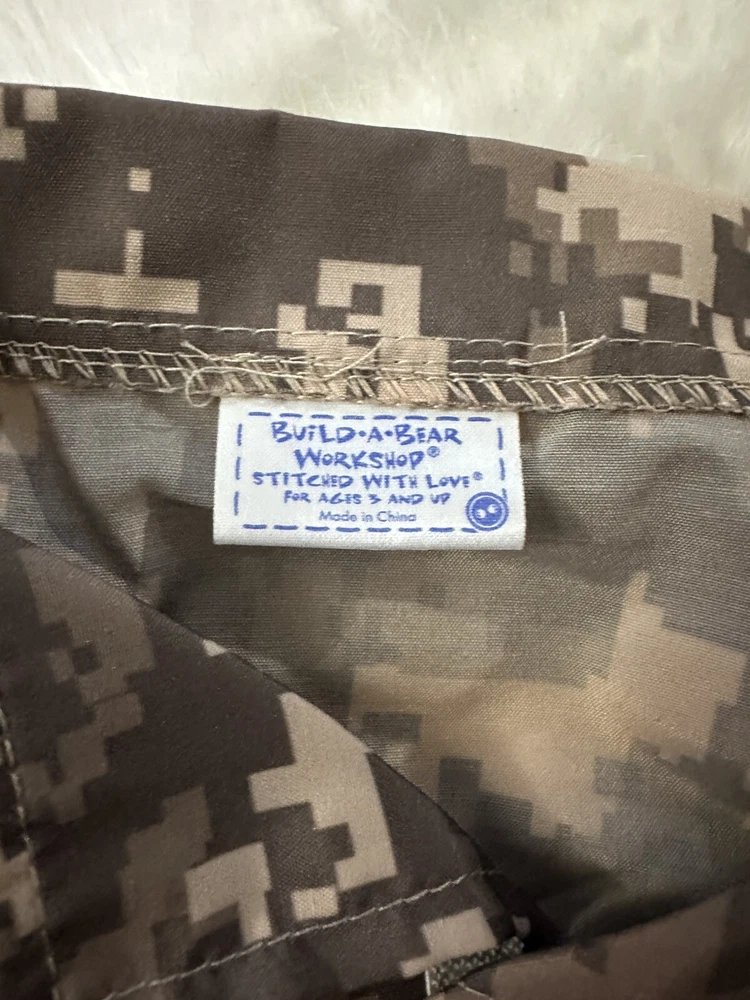 BUILD•A•BEAR
WORKSHOP®
STITCHED WITH LOVE®
FOR AGES 3 AND UP
Made in China